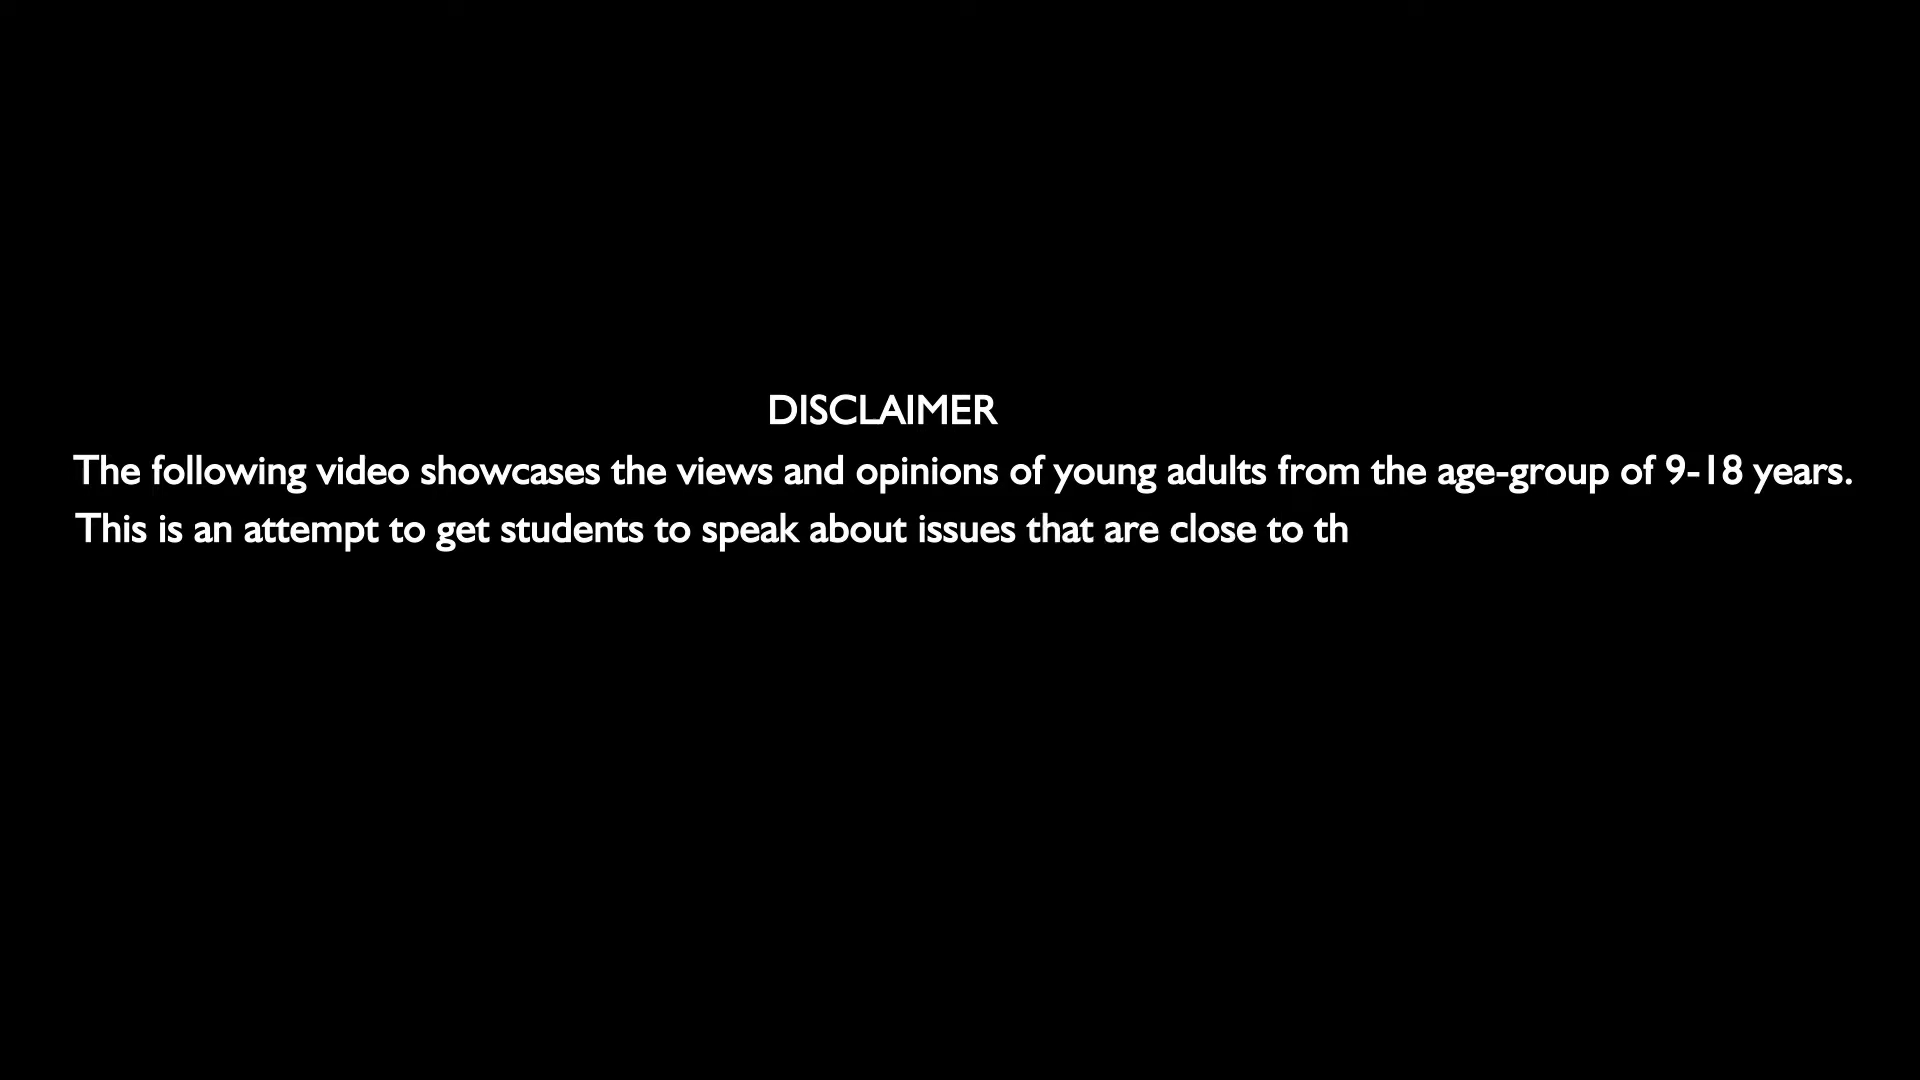 DISCLAIMER
The following video showcases the views and opinions of young adults from the age-group of 9-18 years.
This is an attempt to get students to speak about issues that are close to th